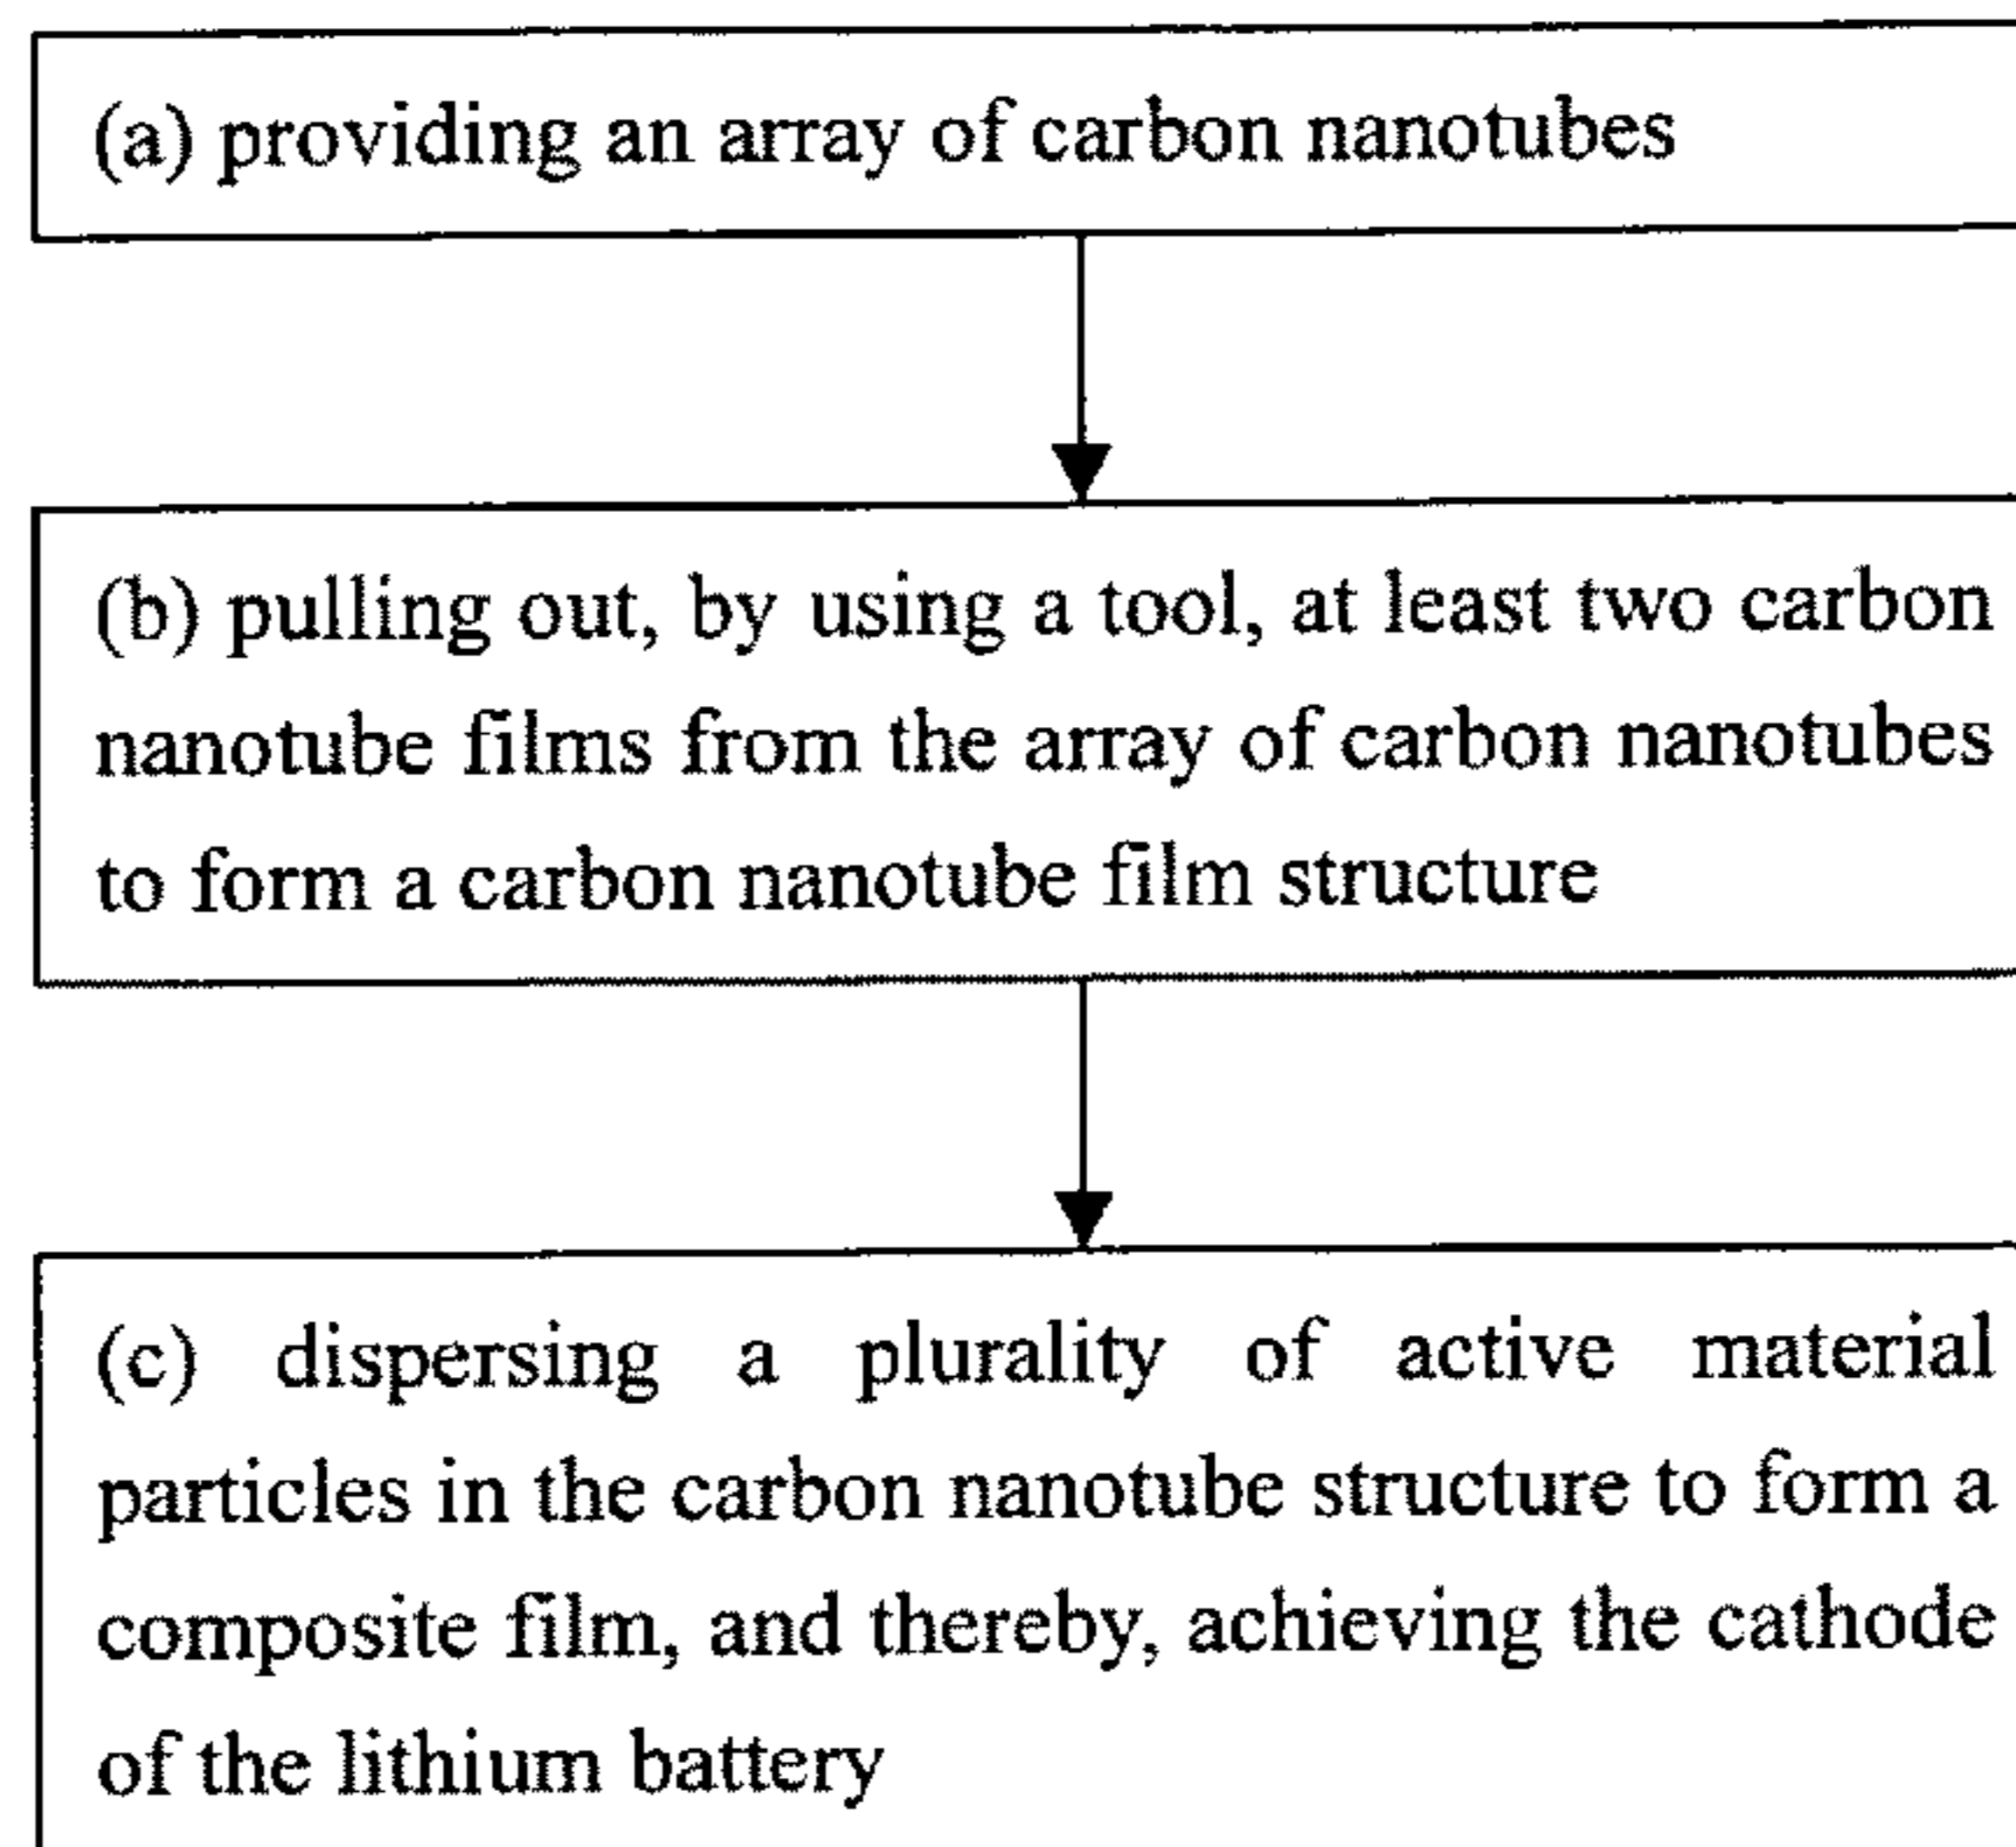 (a) providing an array of carbon nanotubes
(b) pulling out, by using a tool, at least two carbon
nanotube films from the array of carbon nanotubes
to form a carbon nanotube film structure
(c) dispersing a plurality of active material
particles in the carbon nanotube structure to form a
composite film, and thereby, achieving the cathode
of the lithium battery